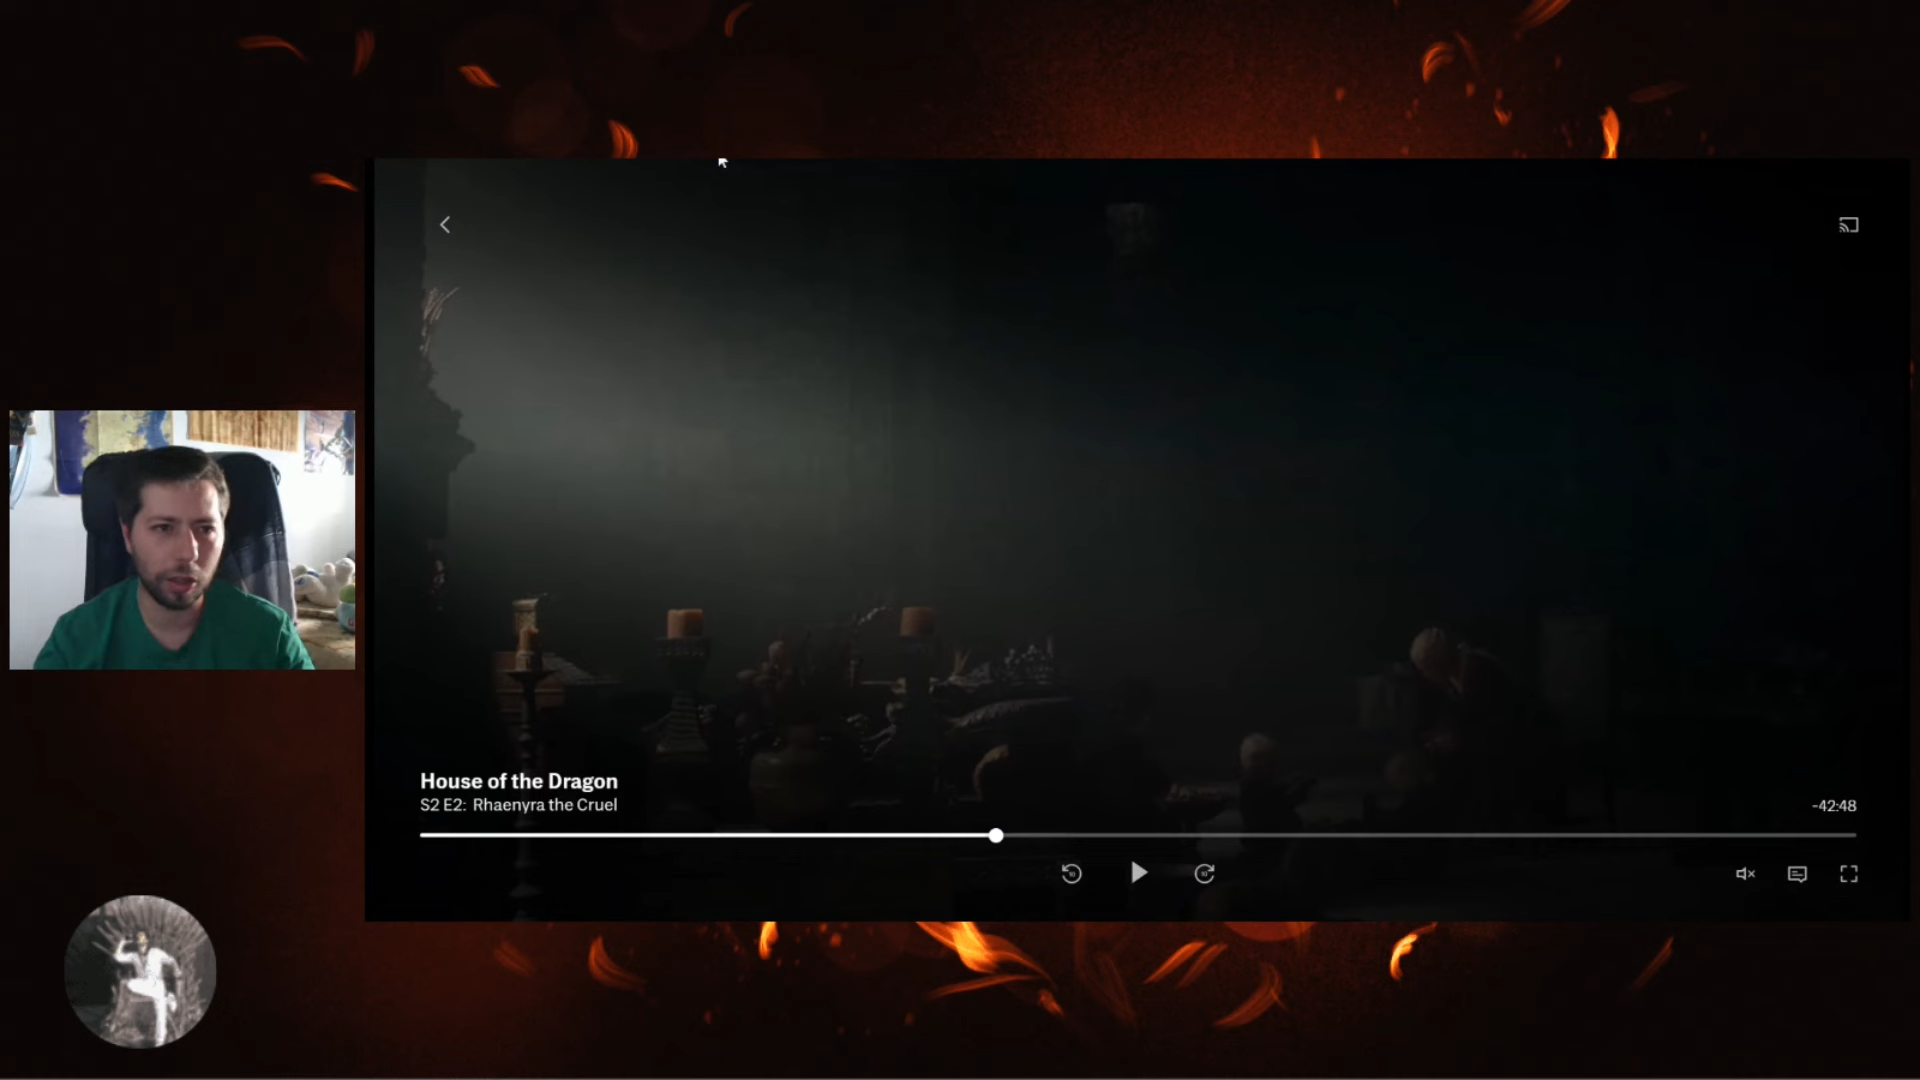 House of the Dragon
S2 E2: Rhaenyra the Cruel
-42:48